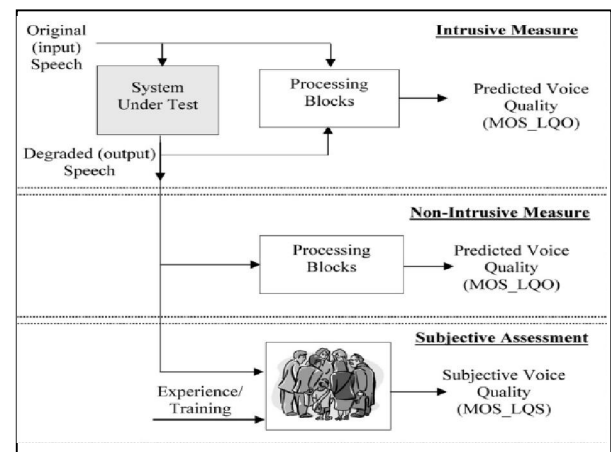 Original
(input)
Speech
Intrusive Measure
System
Under Test
Processing
Blocks
Predicted Voice
Quality
(MOS_LQO)
Degraded (output)
Speech
Non-Intrusive Measure
Processing
Blocks
Predicted Voice
Quality
(MOS_LQO)
Subjective Assessment
Experience/
Training
Subjective Voice
Quality
(MOS_LQS)